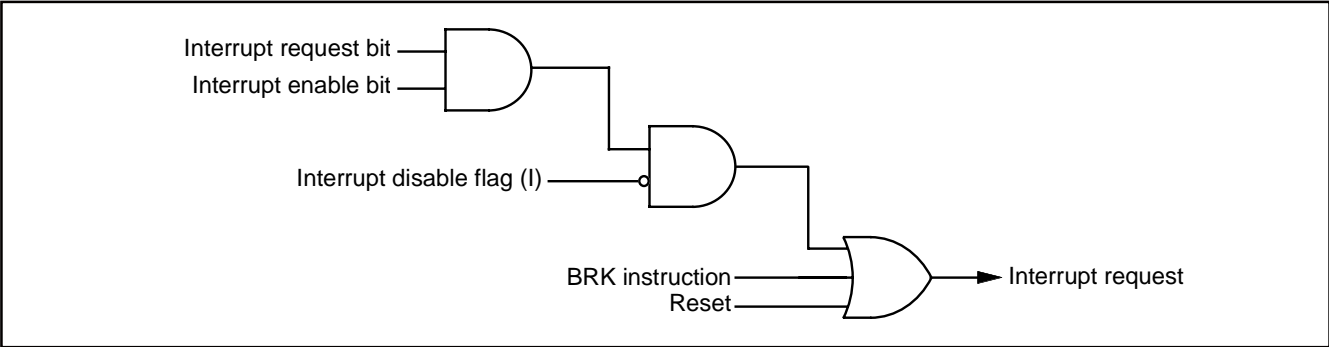 Interrupt request bit
Interrupt enable bit
Interrupt disable flag (I)
BRK instruction
Reset
Interrupt request